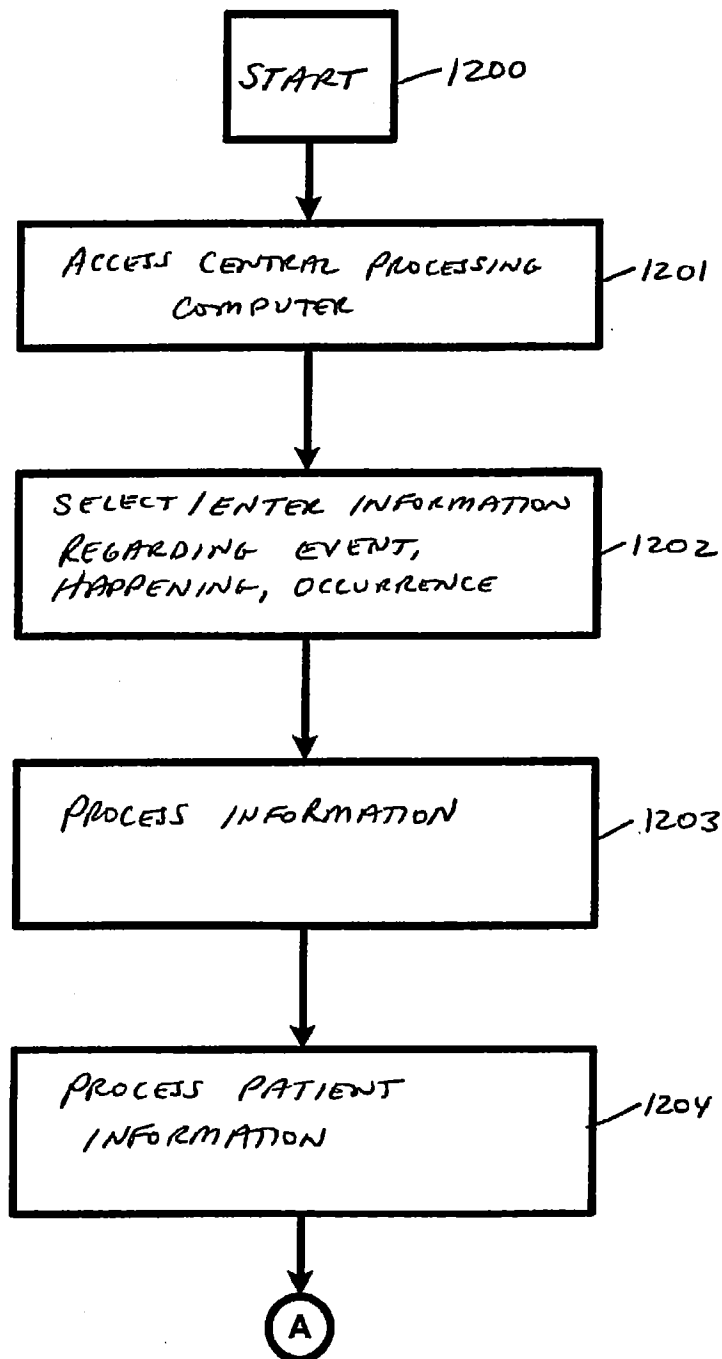 START
1200
ACCESS CENTRAL PROCESSING
COMPUTER
1201
SELECT/ENTER INFORMATION
REGARDING EVENT,
HAPPENING, OCCURRENCE
1202
PROCESS INFORMATION
1203
PROCESS PATIENT
INFORMATION
1204
A